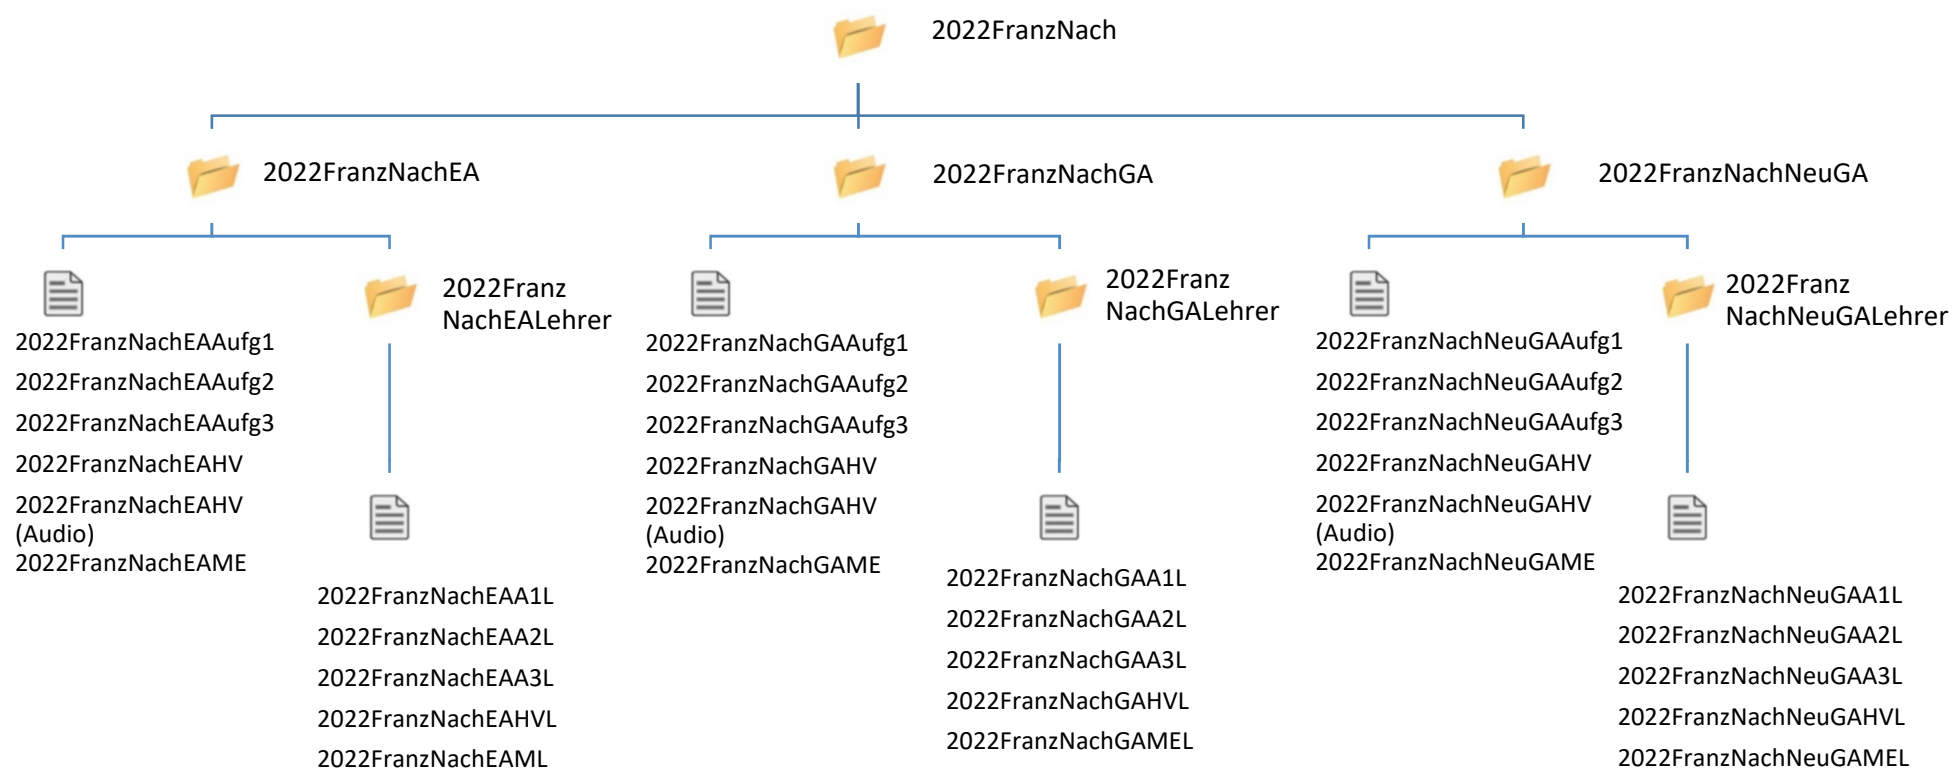 2022FranzNach
2022FranzNachEA
2022FranzNachGA
2022FranzNachNeuGA
2022FranzNachEAAufg1
2022FranzNachEAAufg2
2022FranzNachEAAufg3
2022FranzNachEAHV
2022FranzNachEAHV
(Audio)
2022FranzNachEAME
2022Franz
NachEALehrer
2022FranzNachEAA1L
2022FranzNachEAA2L
2022FranzNachEAA3L
2022FranzNachEAHVL
2022FranzNachEAML
2022FranzNachGAAufg1
2022FranzNachGAAufg2
2022FranzNachGAAufg3
2022FranzNachGAHV
2022FranzNachGAHV
(Audio)
2022FranzNachGAME
2022Franz
NachGALehrer
2022FranzNachGAA1L
2022FranzNachGAA2L
2022FranzNachGAA3L
2022FranzNachGAHVL
2022FranzNachGAMEL
2022FranzNachNeuGAAufg1
2022FranzNachNeuGAAufg2
2022FranzNachNeuGAAufg3
2022FranzNachNeuGAHV
2022FranzNachNeuGAHV
(Audio)
2022FranzNachNeuGAME
2022Franz
NachNeuGALehrer
2022FranzNachNeuGAA1L
2022FranzNachNeuGAA2L
2022FranzNachNeuGAA3L
2022FranzNachNeuGAHVL
2022FranzNachNeuGAMEL